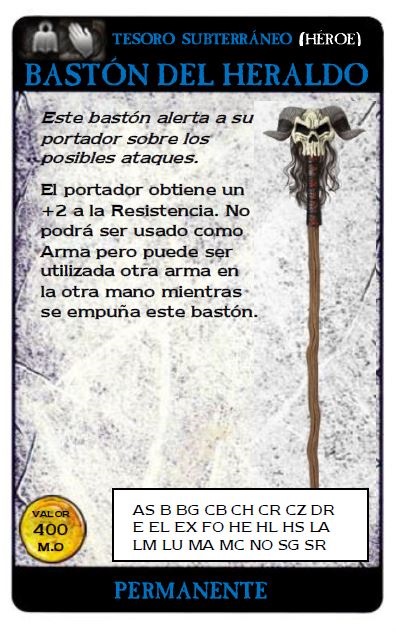 TESORO SUBTERRÁNEO (HÉROE)
BASTÓN DEL HERALDO
Este bastón alerta a su
portador sobre los
posibles ataques.
El portador obtiene un
+2 a la Resistencia. No
podrá ser usado como
Arma pero puede ser
utilizada otra arma en
la otra mano mientras
se empuña este bastón.
VALOR
400
M.O
AS B BG CB CH CR CZ DR
E EL EX FO HE HL HS LA
LM LU MA MC NO SG SR
PERMANENTE